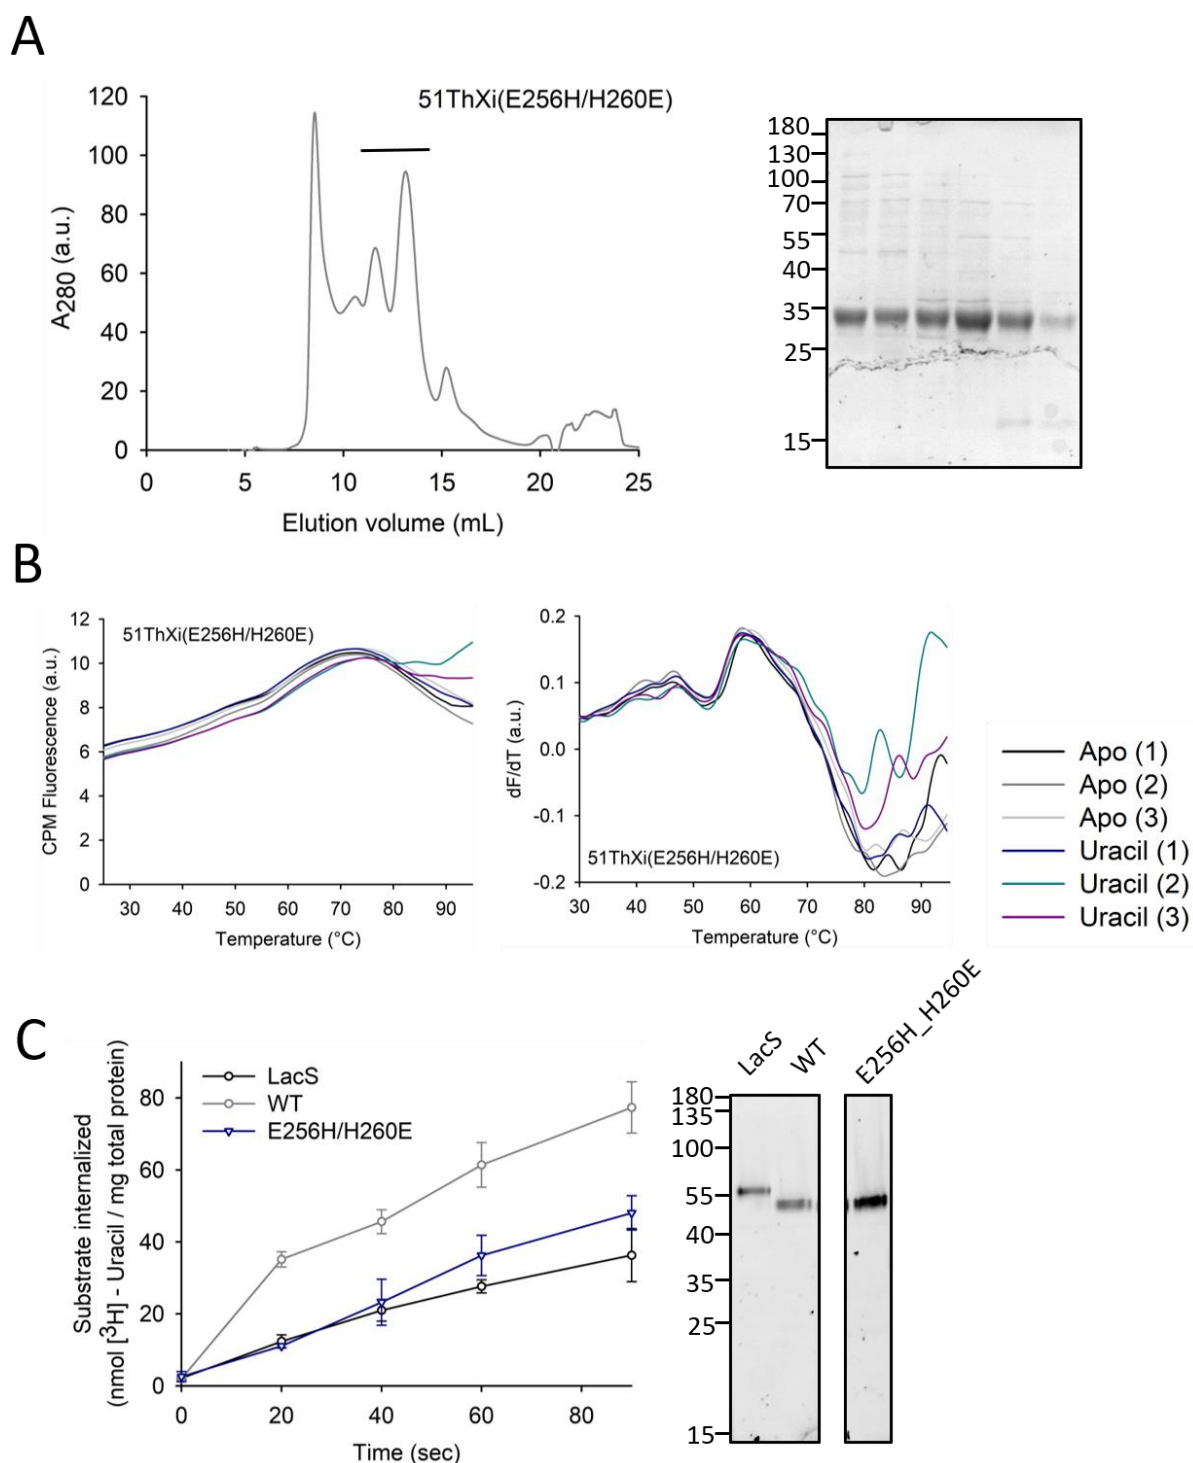 A
51ThXi(E256H/H260E)
120
100
80
60
40
20
0
A280 (a.u.)
0 5 10 15 20 25
Elution volume (mL)
180
130
100
70
55
40
35
25
15
B
51ThXi(E256H/H260E)
12
10
8
6
4
2
0
CPM Fluorescence (a.u.)
30 40 50 60 70 80 90
Temperature (°C)
0.2
0.1
0.0
-0.1
-0.2
dF/dT (a.u.)
51ThXi(E256H/H260E)
30 40 50 60 70 80 90
Temperature (°C)
Apo (1)
Apo (2)
Apo (3)
Uracil (1)
Uracil (2)
Uracil (3)
C
LacS
WT
E256H/H260E
80
60
40
20
0
Substrate internalized
(nmol [3H] - Uracil / mg total protein)
0 20 40 60 80
Time (sec)
LacS
WT
E256H_H260E
180
135
100
55
40
35
25
15